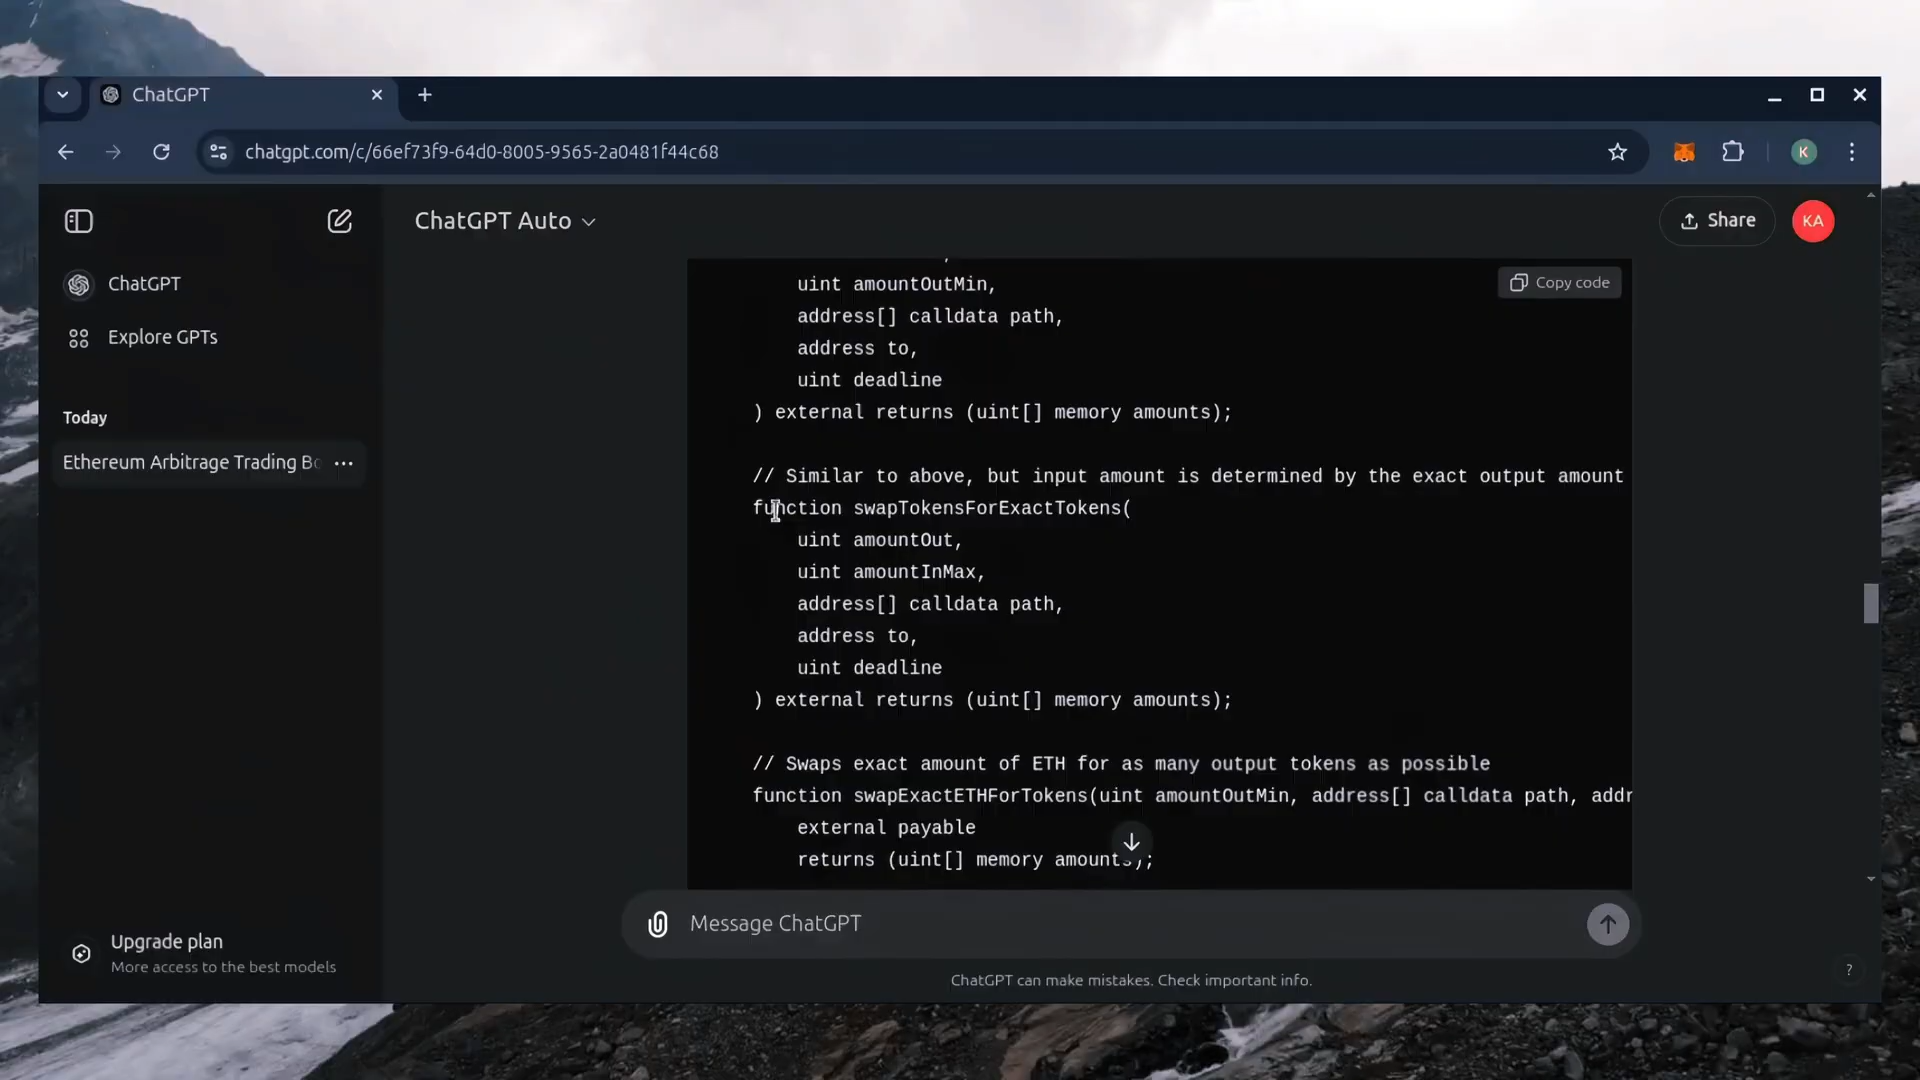 ChatGPT
chatgpt.com/c/66ef73f9-64d0-8005-9565-2a0481f44c68
K
ChatGPT Auto
Share
KA
ChatGPT
Explore GPTs
Today
Ethereum Arbitrage Trading Bo
Upgrade plan
More access to the best models
Copy code
uint amountOutMin,
address[] calldata path,
address to,
uint deadline
) external returns (uint[] memory amounts);
// Similar to above, but input amount is determined by the exact output amount
function swapTokensForExactTokens(
uint amountOut,
uint amountInMax,
address[] calldata path,
address to,
uint deadline
) external returns (uint[] memory amounts);
// Swaps exact amount of ETH for as many output tokens as possible
function swapExactETHForTokens(uint amountOutMin, address[] calldata path, addr
external payable
returns (uint[] memory amounts);
Message ChatGPT
ChatGPT can make mistakes. Check important info.
?